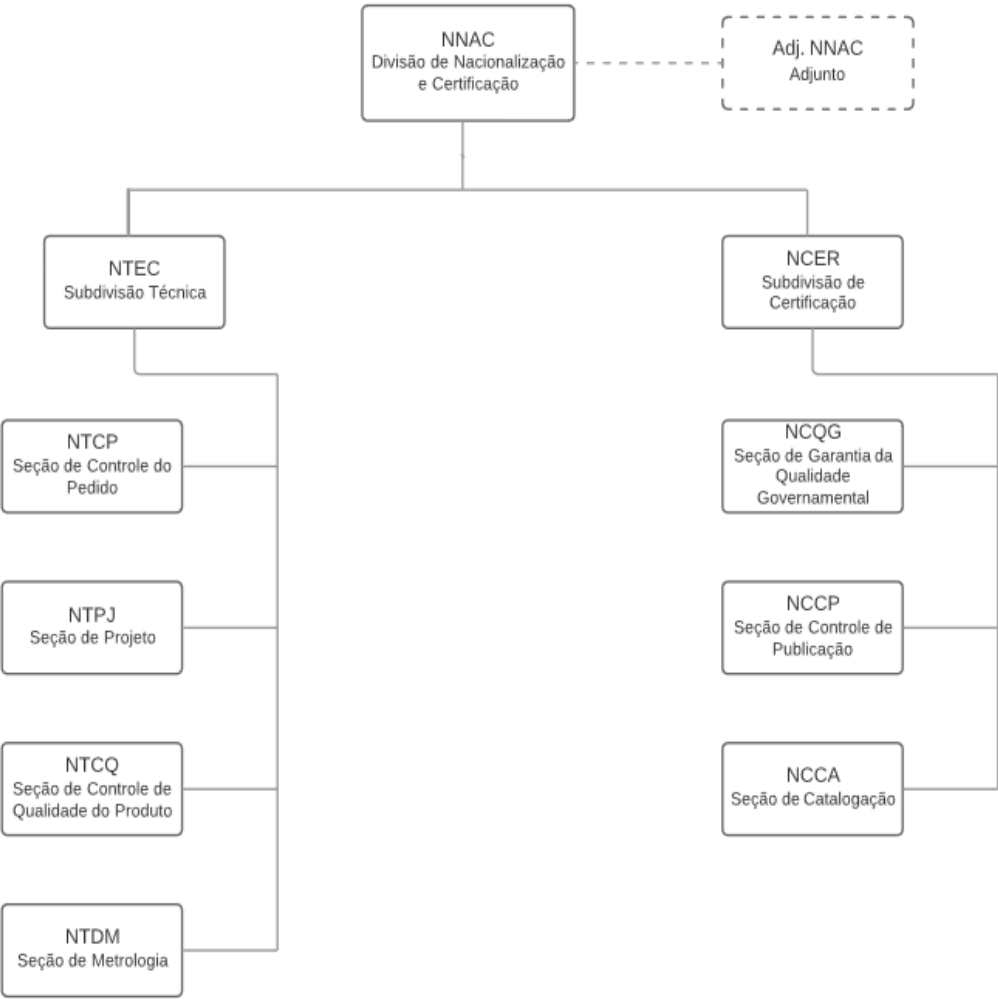 NNAC
Divisão de Nacionalização
e Certificação
Adj. NNAC
Adjunto
NTEC
Subdivisão Técnica
NCER
Subdivisão de
Certificação
NTCP
Seção de Controle do
Pedido
NCQG
Seção de Garantia da
Qualidade
Governamental
NTPJ
Seção de Projeto
NCCP
Seção de Controle de
Publicação
NTCQ
Seção de Controle de
Qualidade do Produto
NCCA
Seção de Catalogação
NTDM
Seção de Metrologia